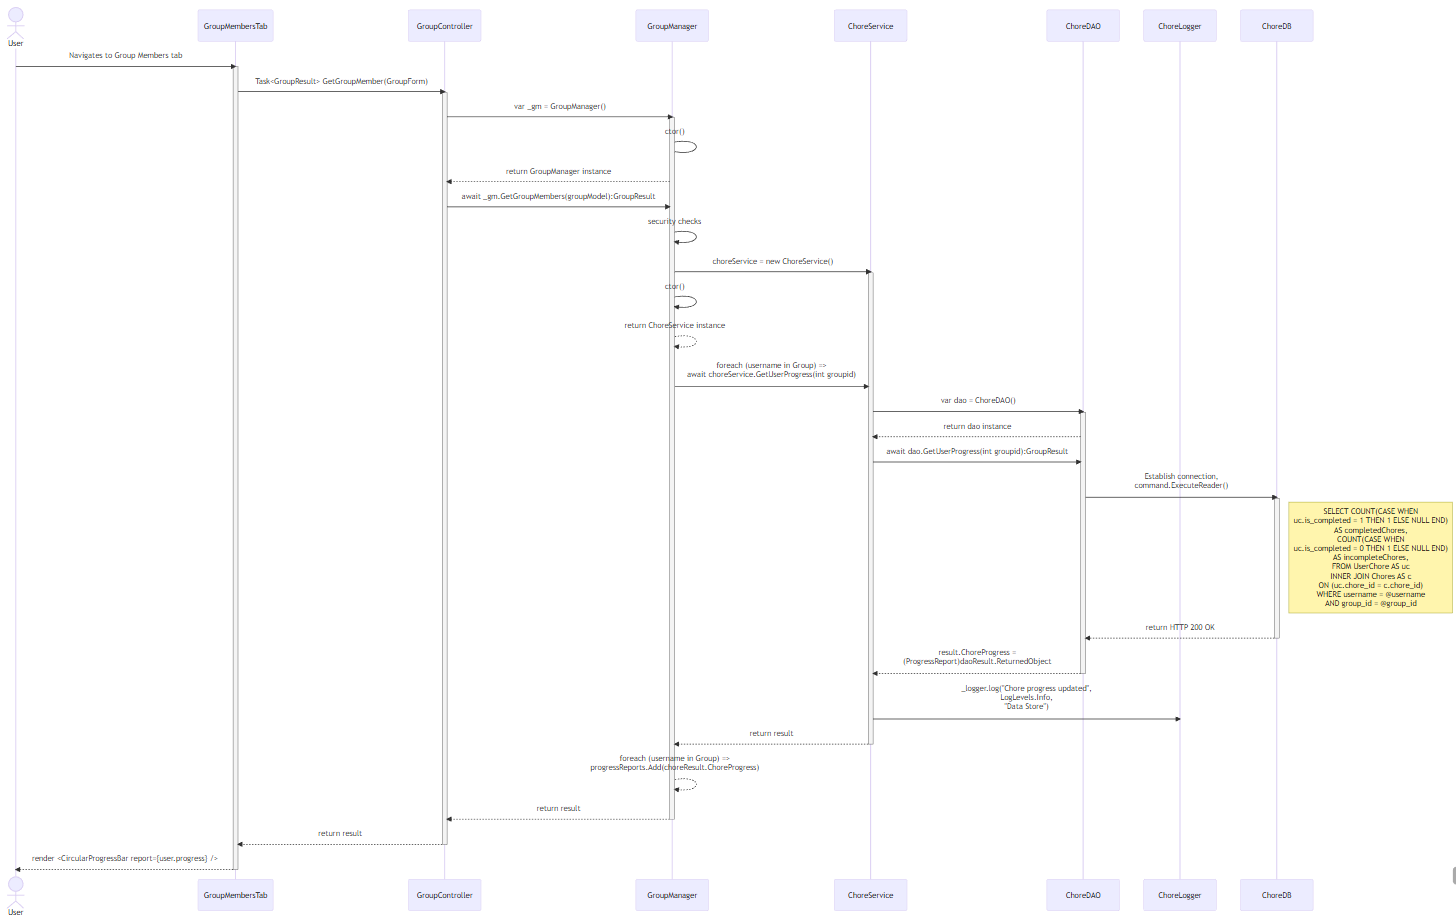 GroupMembersTab
GroupController
GroupManager
ChoreService
ChoreDAO
ChoreLogger
ChoreDB
User
Navigates to Group Members tab
Task<GroupResult> GetGroupMember(GroupForm)
var _gm = GroupManager()
ctor()
return GroupManager instance
await _gm.GetGroupMembers(groupModel):GroupResult
security checks
choreService = new ChoreService()
ctor()
return ChoreService instance
foreach (username in Group) =>
await choreService.GetUserProgress(int groupid)
var dao = ChoreDAO()
return dao instance
await dao.GetUserProgress(int groupid):GroupResult
Establish connection,
command.ExecuteReader()
SELECT COUNT(CASE WHEN
uc.is_completed = 1 THEN 1 ELSE NULL END)
AS completedChores,
COUNT(CASE WHEN
uc.is_completed = 0 THEN 1 ELSE NULL END)
AS incompleteChores,
FROM UserChore AS uc
INNER JOIN Chores AS c
ON (uc.chore_id = c.chore_id)
WHERE username = @username
AND group_id = @group_id
return HTTP 200 OK
result.ChoreProgress =
(ProgressReport)daoResult.ReturnedObject
_logger.log("Chore progress updated",
LogLevels.Info,
"Data Store")
return result
foreach (username in Group) =>
progressReports.Add(choreResult.ChoreProgress)
return result
return result
render <CircularProgressBar report={user.progress} />
GroupMembersTab
GroupController
GroupManager
ChoreService
ChoreDAO
ChoreLogger
ChoreDB
User